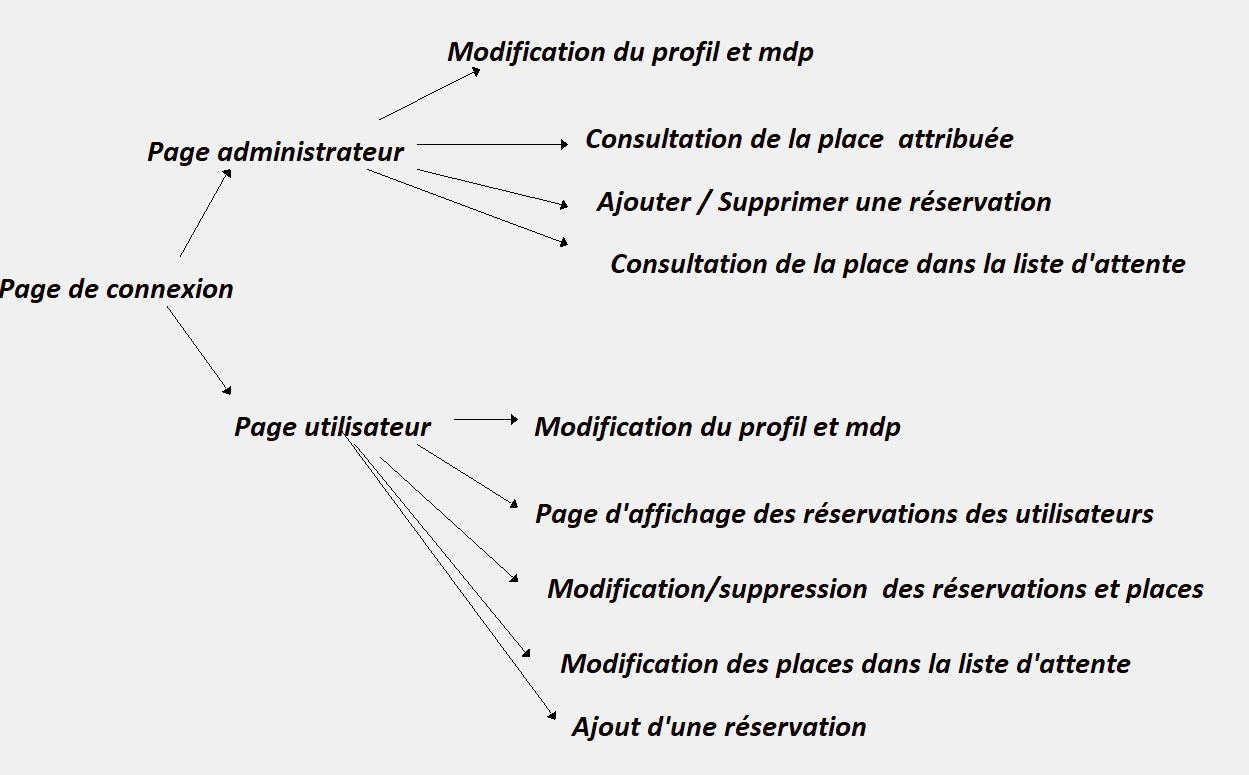 Modification du profil et mdp
Page administrateur
Consultation de la place  attribuée
Ajouter / Supprimer une réservation
Consultation de la place dans la liste d'attente
Page de connexion
Page utilisateur
Modification du profil et mdp
Page d'affichage des réservations des utilisateurs
Modification/suppression  des réservations et places
Modification des places dans la liste d'attente
Ajout d'une réservation